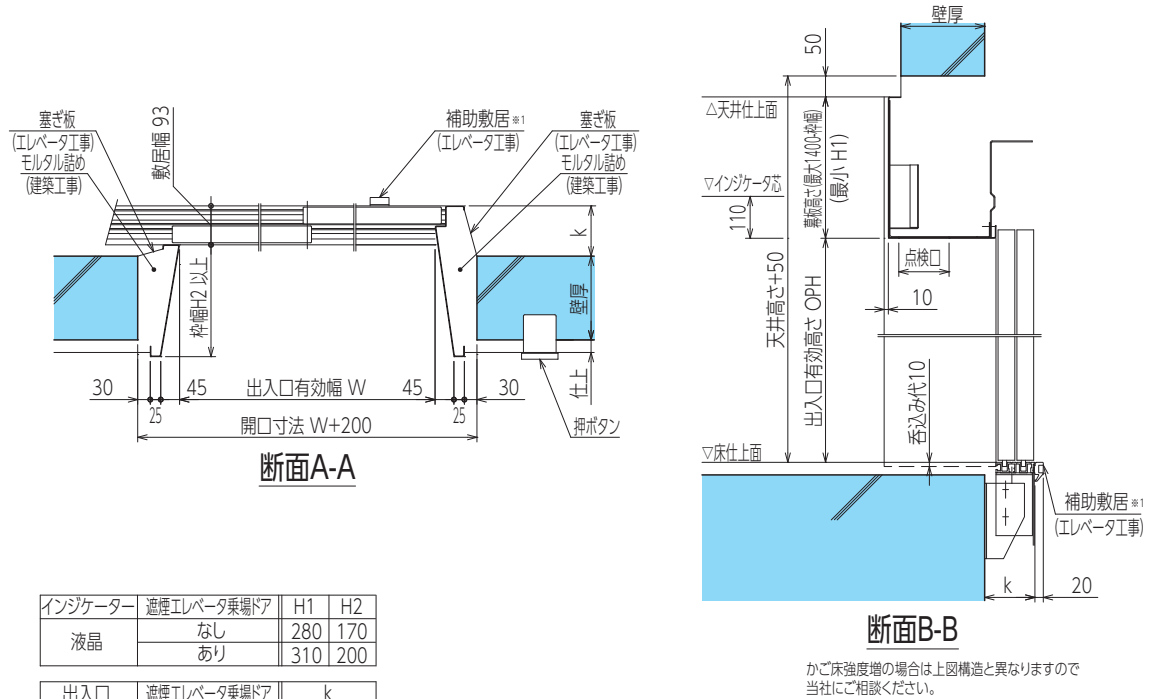 塞ぎ板
(エレベータ工事)
モルタル詰め
(建築工事)
敷居幅 93
補助敷居※1
(エレベータ工事)
塞ぎ板
(エレベータ工事)
モルタル詰め
(建築工事)
k
壁厚
仕上
枠幅H2 以上
30
25
45
出入口有効幅 W
45
25
30
開口寸法 W+200
押ボタン
断面A-A
壁厚
50
△天井仕上面
幕板高さ(最大1400-枠幅)
(最小 H1)
▽インジケータ芯
110
点検口
10
天井高さ+50
出入口有効高さ OPH
呑込み代10
▽床仕上面
補助敷居※1
(エレベータ工事)
k
20
断面B-B
かご床強度増の場合は上図構造と異なりますので
当社にご相談ください。
インジケーター 遮煙エレベータ乗場ドア H1 H2
液晶 なし 280 170
あり 310 200
出入口 遮煙エレベータ乗場ドア k